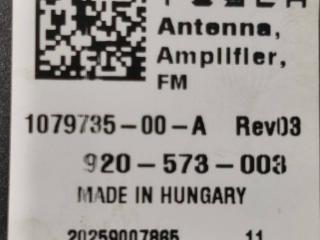 Antenna,
Amplifier,
FM
1079735-00-A Rev03
920-573-003
MADE IN HUNGARY
20259007865 11